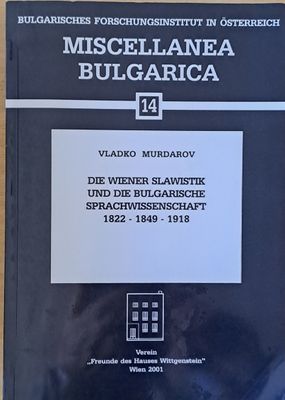 BULGARISCHES FORSCHUNGSINSTITUT IN ÖSTERREICH
MISCELLANEA
BULGARICA
14
VLADKO MURDAROV
DIE WIENER SLAWISTIK
UND DIE BULGARISCHE
SPRACHWISSENSCHAFT
1822 - 1849 - 1918
Verein
„Freunde des Hauses Wittgenstein"
Wien 2001